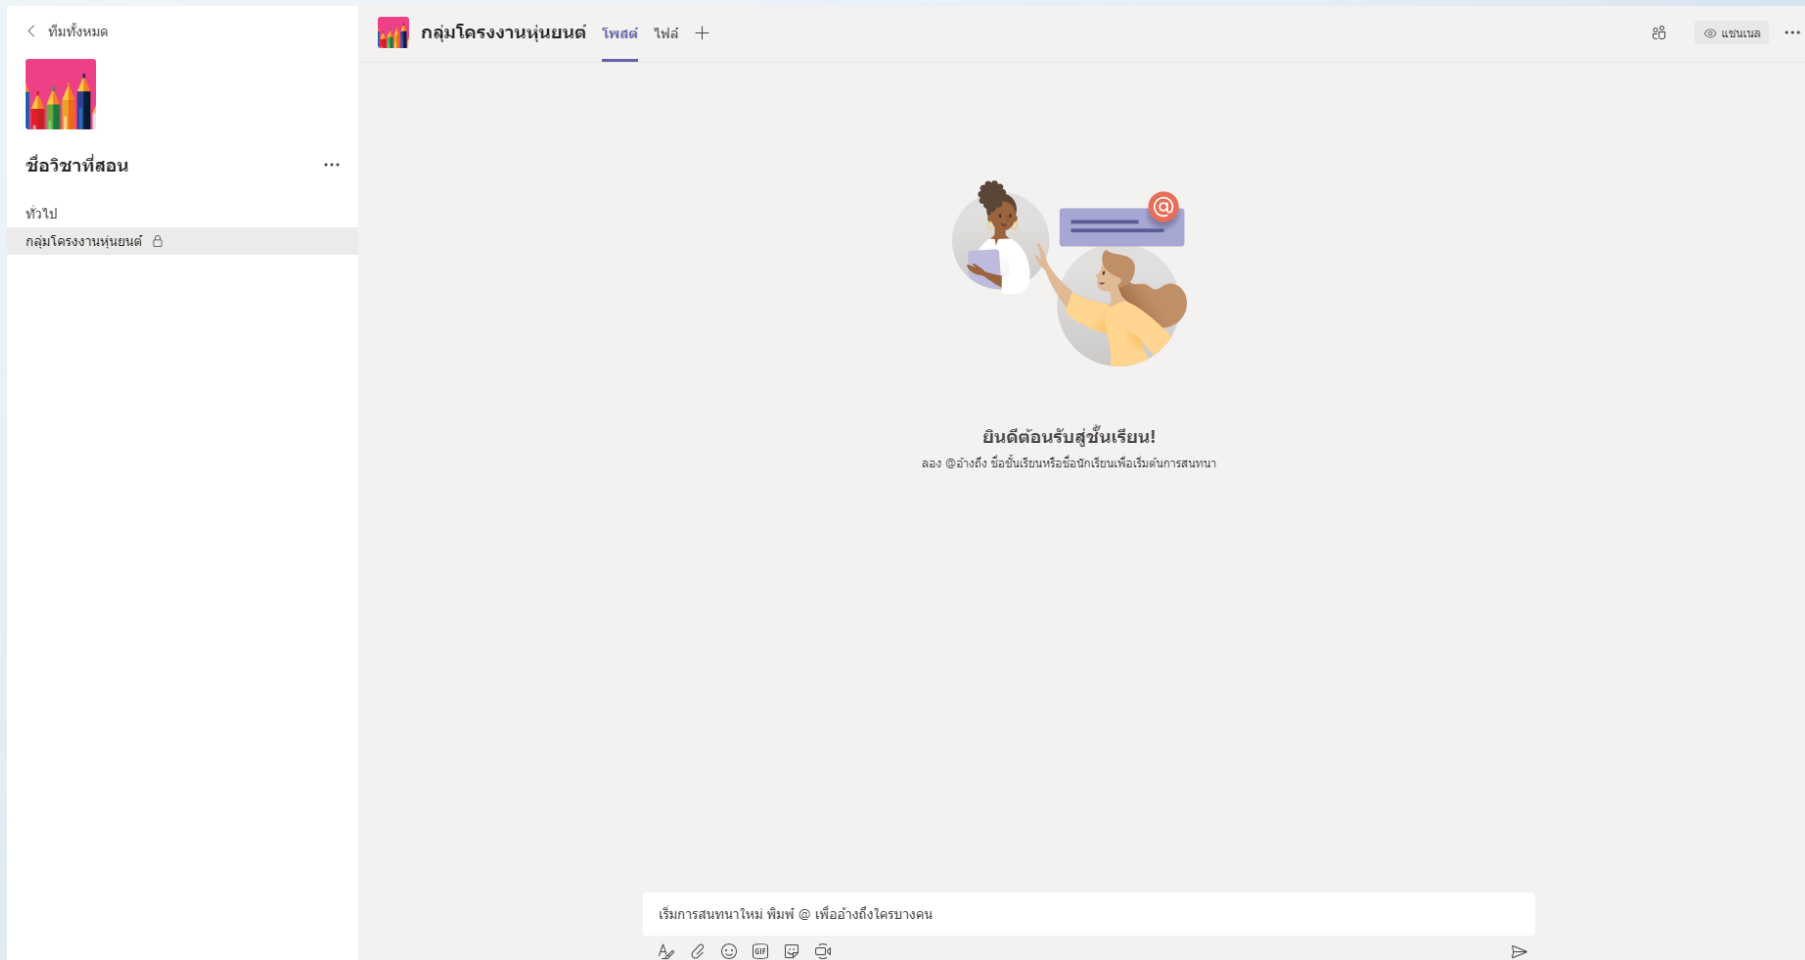 ทีมทั้งหมด
ชื่อวิชาที่สอน
ทั่วไป
กลุ่มโครงงานหุ่นยนต์
กลุ่มโครงงานหุ่นยนต์ โพสต์ ไฟล์
แชนเนล
@
ยินดีต้อนรับสู่ชั้นเรียน!
ลอง @อ้างถึง ชื่อชั้นเรียนหรือชื่อนักเรียนเพื่อเริ่มต้นการสนทนา
เริ่มการสนทนาใหม่ พิมพ์ @ เพื่ออ้างถึงใครบางคน
GIF